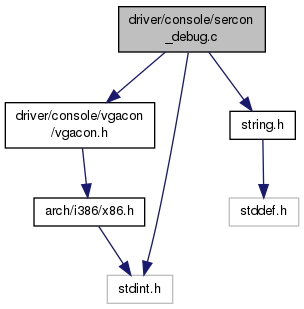 driver/console/sercon
_debug.c
driver/console/vgacon
/vgacon.h
string.h
arch/i386/x86.h
stddef.h
stdint.h